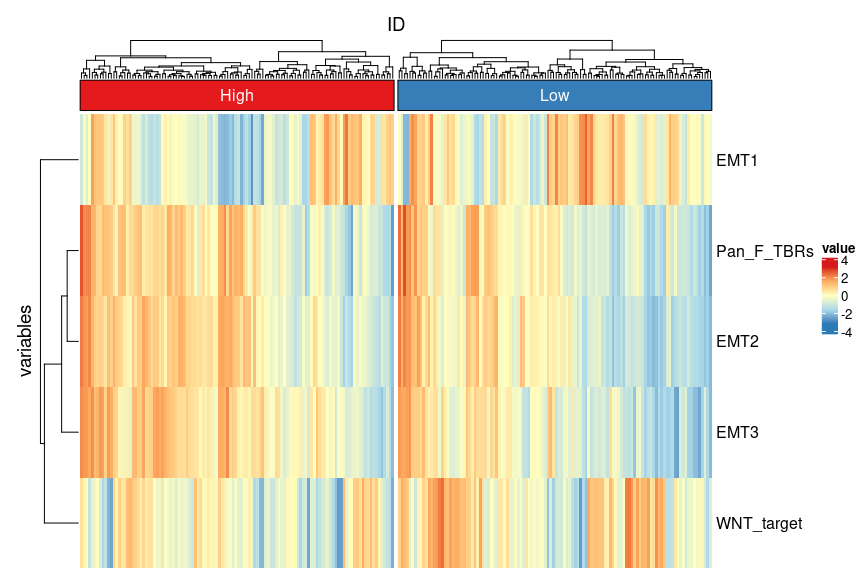 ID
High
Low
variables
EMT1
Pan_F_TBRs
EMT2
EMT3
WNT_target
value
4
2
0
-2
-4